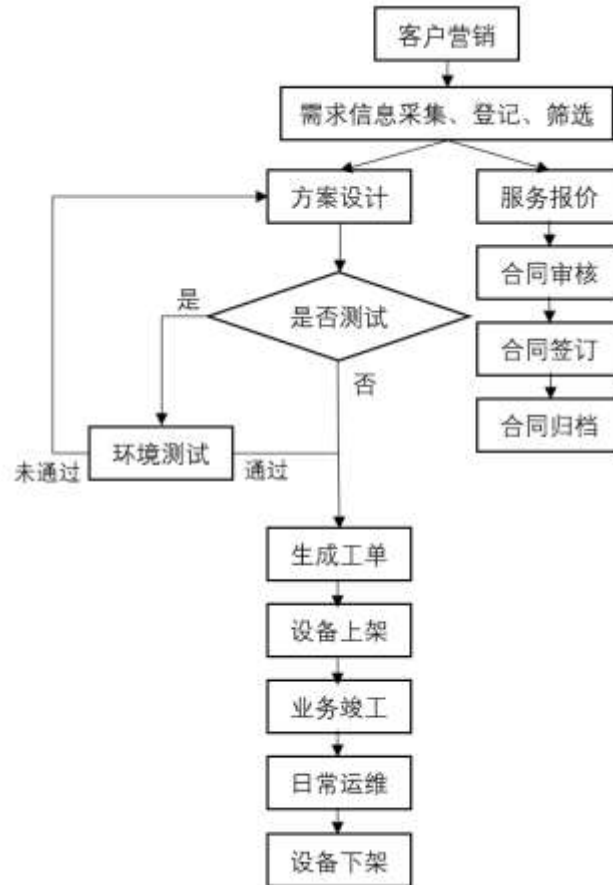 客户营销
需求信息采集、登记、筛选
方案设计
服务报价
合同审核
是
是否测试
合同签订
否
合同归档
环境测试
未通过
通过
生成工单
设备上架
业务竣工
日常运维
设备下架